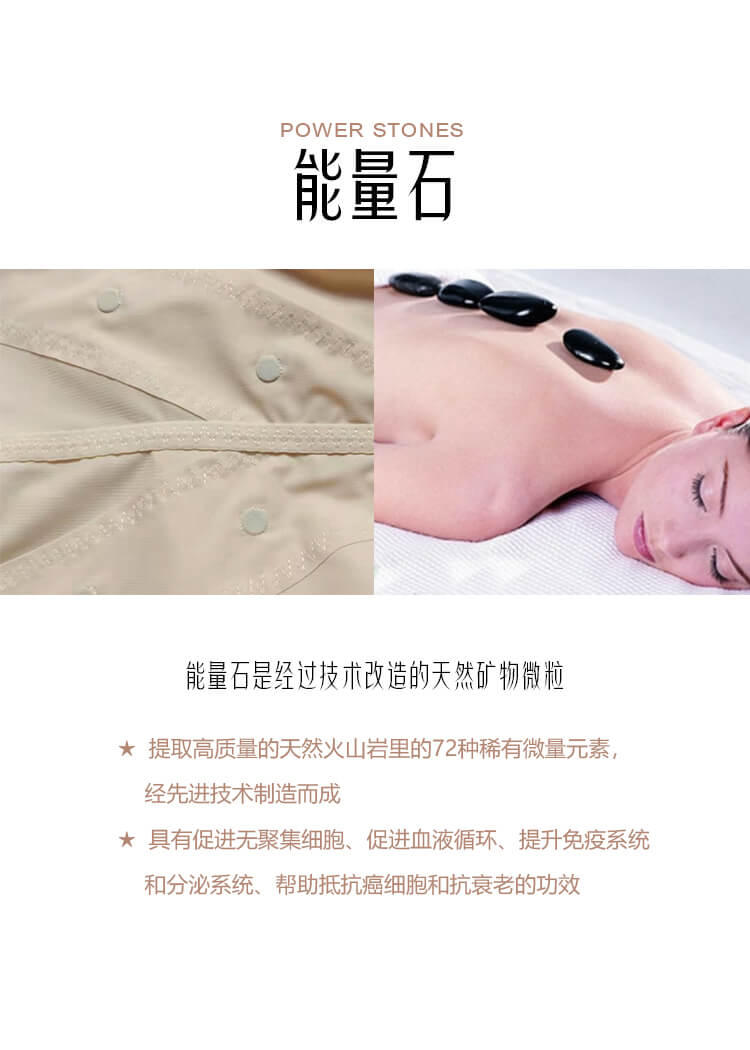 POWER STONES
能量石
能量石是经过技术改造的天然矿物微粒
★ 提取高质量的天然火山岩里的72种稀有微量元素，
经先进技术制造而成
★ 具有促进无聚集细胞、促进血液循环、提升免疫系统
和分泌系统、帮助抵抗癌细胞和抗衰老的功效